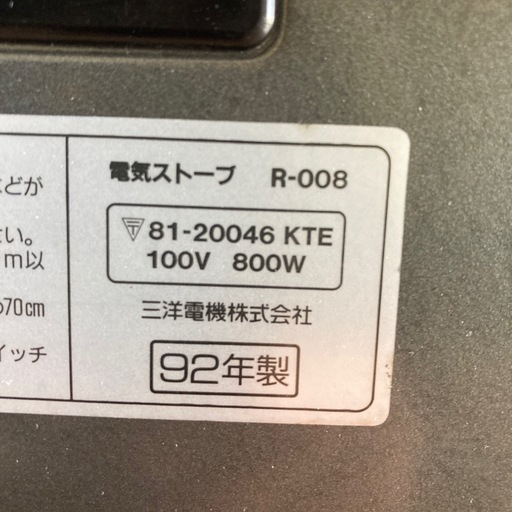 電気ストーブ R-008
〒 81-20046 KTE
100V 800W
三洋電機株式会社
92年製
どが
い。
m以
70cm
イッチ